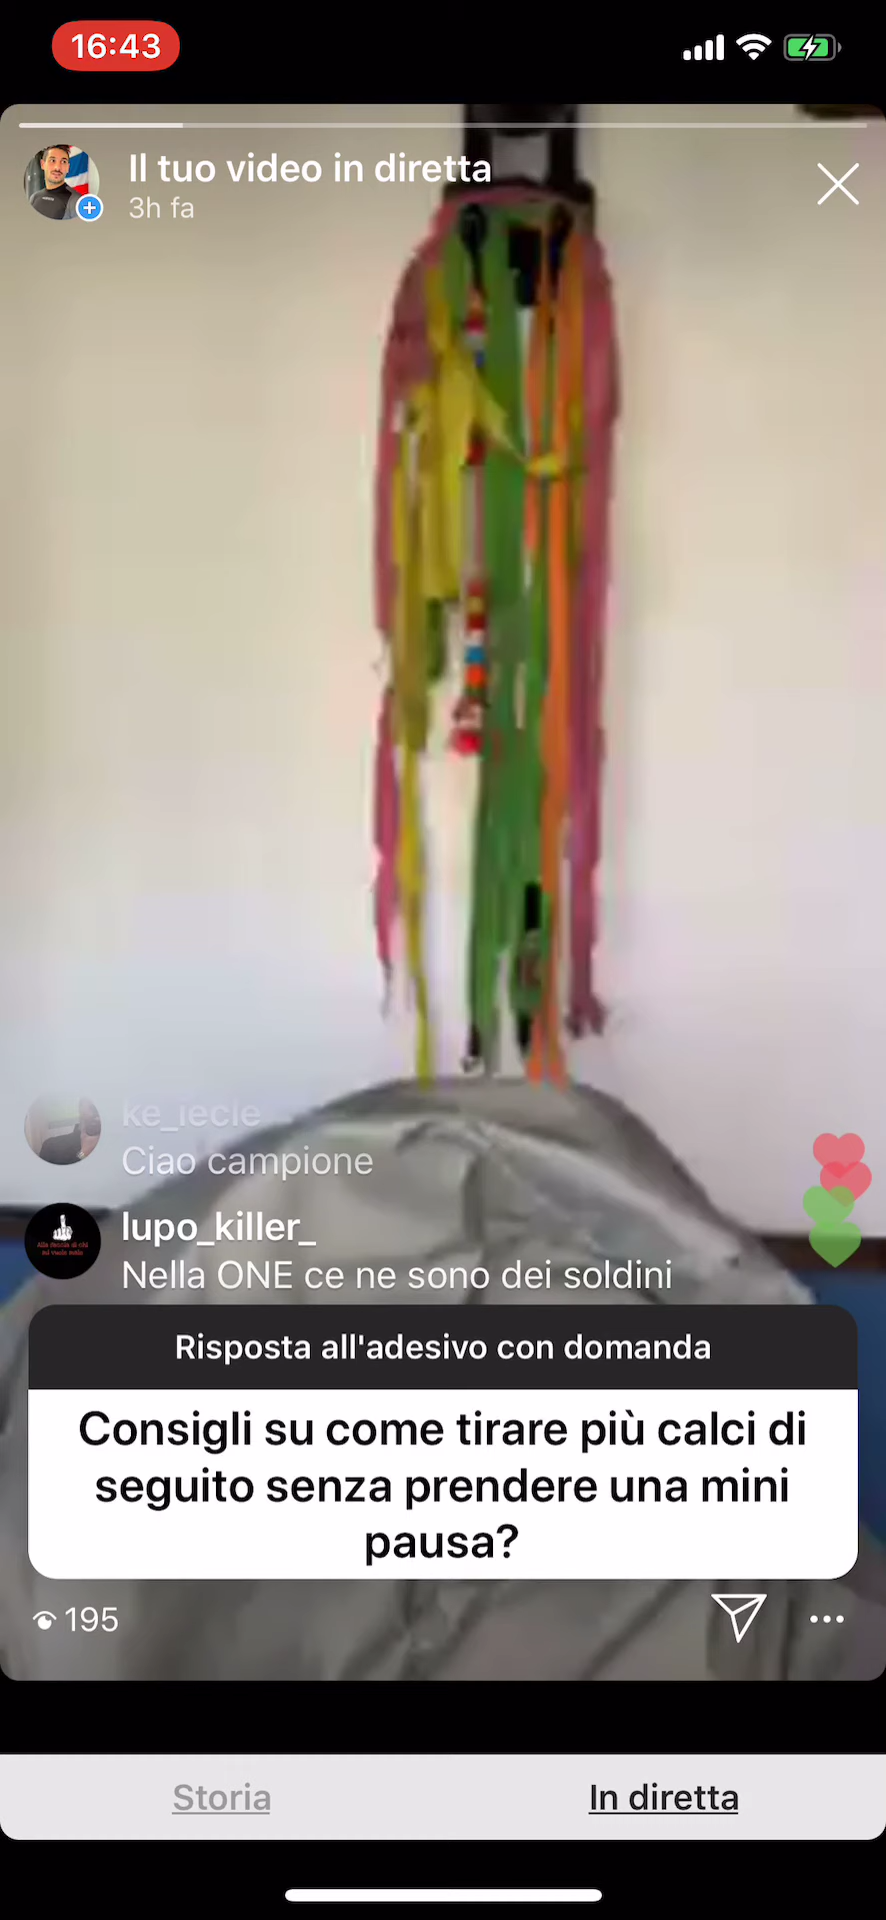 16:43
Il tuo video in diretta
3h fa
ke_iecle
Ciao campione
lupo_killer_
Nella ONE ce ne sono dei soldini
Risposta all'adesivo con domanda
Consigli su come tirare più calci di
seguito senza prendere una mini
pausa?
195
Storia
In diretta